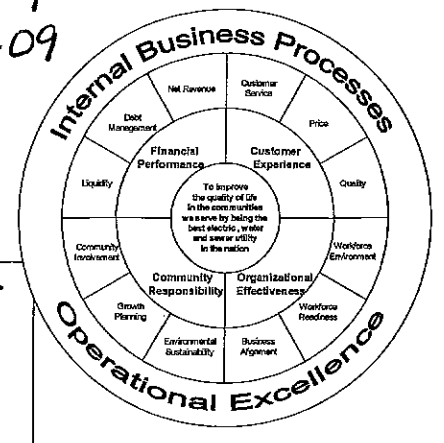 09
Internal Business Processes
Net Revenue
Customer
Service
Debt
Management
Price
Financial
Performance
Customer
Experience
Liquidity
Quality
To improve
the quality of life
in the communities
we serve by being the
best electric, water
and sewer utility
in the nation
Community
Involvement
Workforce
Environment
Community
Responsibility
Organizational
Effectiveness
Growth
Planning
Workforce
Readiness
Environmental
Sustainability
Business
Alignment
Operational Excellence